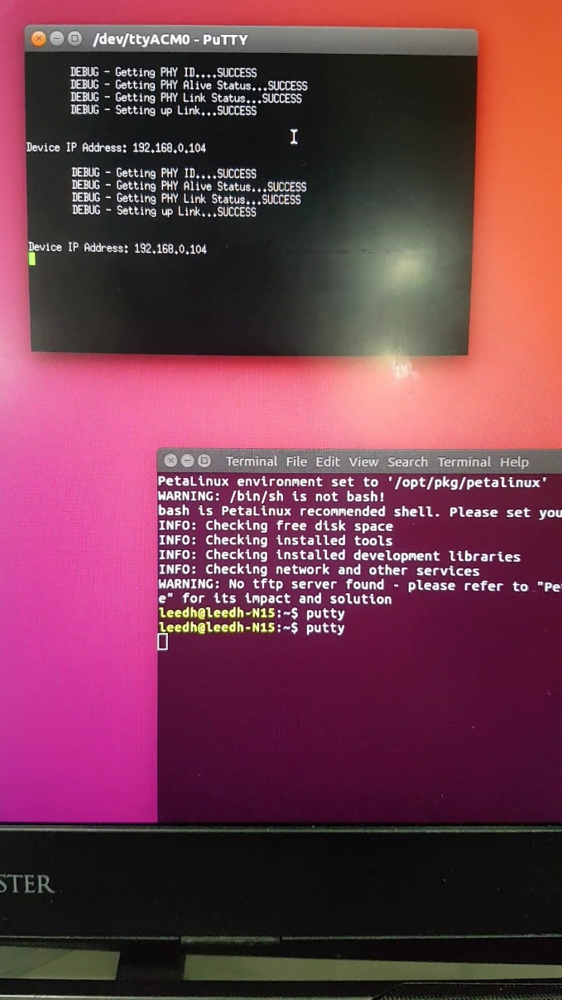 /dev/ttyACM0 - PuTTY
DEBUG - Getting PHY ID....SUCCESS
DEBUG - Getting PHY Alive Status...SUCCESS
DEBUG - Getting PHY Link Status...SUCCESS
DEBUG - Setting up Link...SUCCESS
Device IP Address: 192.168.0.104
DEBUG - Getting PHY ID....SUCCESS
DEBUG - Getting PHY Alive Status...SUCCESS
DEBUG - Getting PHY Link Status...SUCCESS
DEBUG - Setting up Link...SUCCESS
Device IP Address: 192.168.0.104
Terminal File Edit View Search Terminal Help
PetaLinux environment set to '/opt/pkg/petalinux'
WARNING: /bin/sh is not bash!
bash is PetaLinux recommended shell. Please set you
INFO: Checking free disk space
INFO: Checking installed tools
INFO: Checking installed development libraries
INFO: Checking network and other services
WARNING: No tftp server found - please refer to "Pe
e" for its impact and solution
leedh@leedh-N15:~$ putty
leedh@leedh-N15:~$ putty
STER